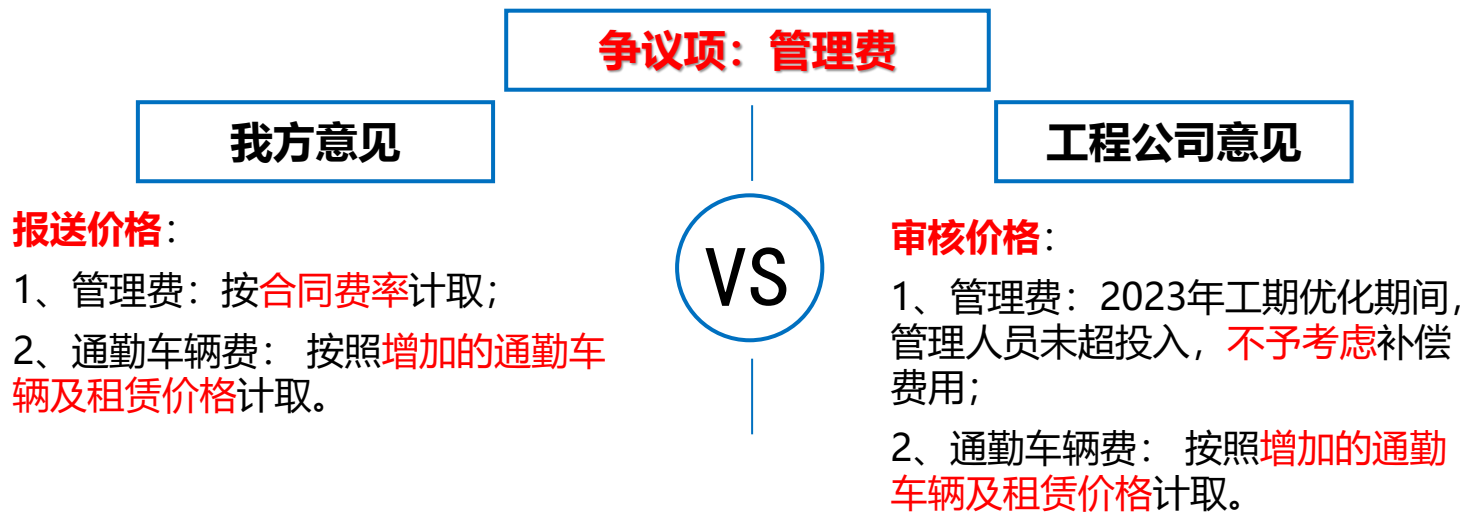 争议项：管理费
我方意见
报送价格：
1、管理费：按合同费率计取；
2、通勤车辆费： 按照增加的通勤车
辆及租赁价格计取。
VS
工程公司意见
审核价格：
1、管理费：2023年工期优化期间，
管理人员未超投入，不予考虑补偿
费用；
2、通勤车辆费： 按照增加的通勤
车辆及租赁价格计取。